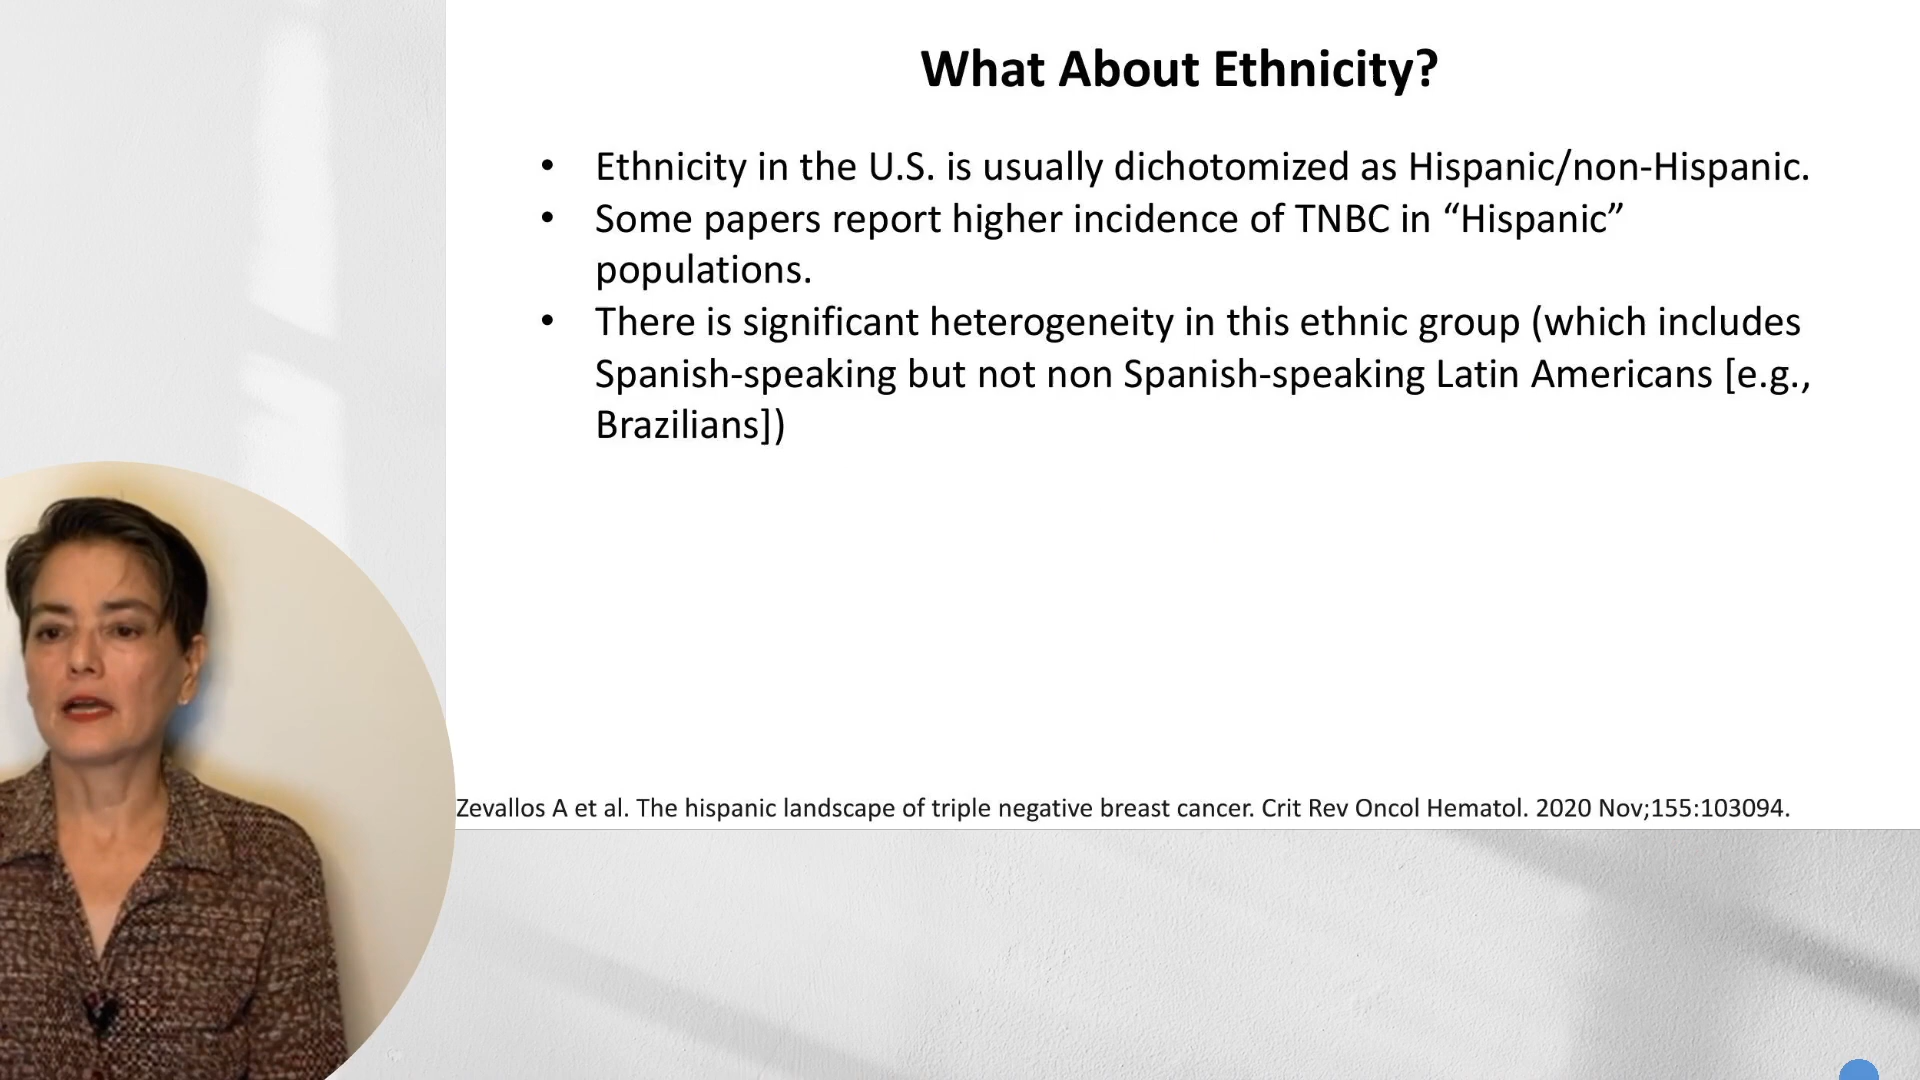 What About Ethnicity?
• Ethnicity in the U.S. is usually dichotomized as Hispanic/non-Hispanic.
• Some papers report higher incidence of TNBC in “Hispanic”
populations.
• There is significant heterogeneity in this ethnic group (which includes
Spanish-speaking but not non Spanish-speaking Latin Americans [e.g.,
Brazilians])
Zevallos A et al. The hispanic landscape of triple negative breast cancer. Crit Rev Oncol Hematol. 2020 Nov;155:103094.